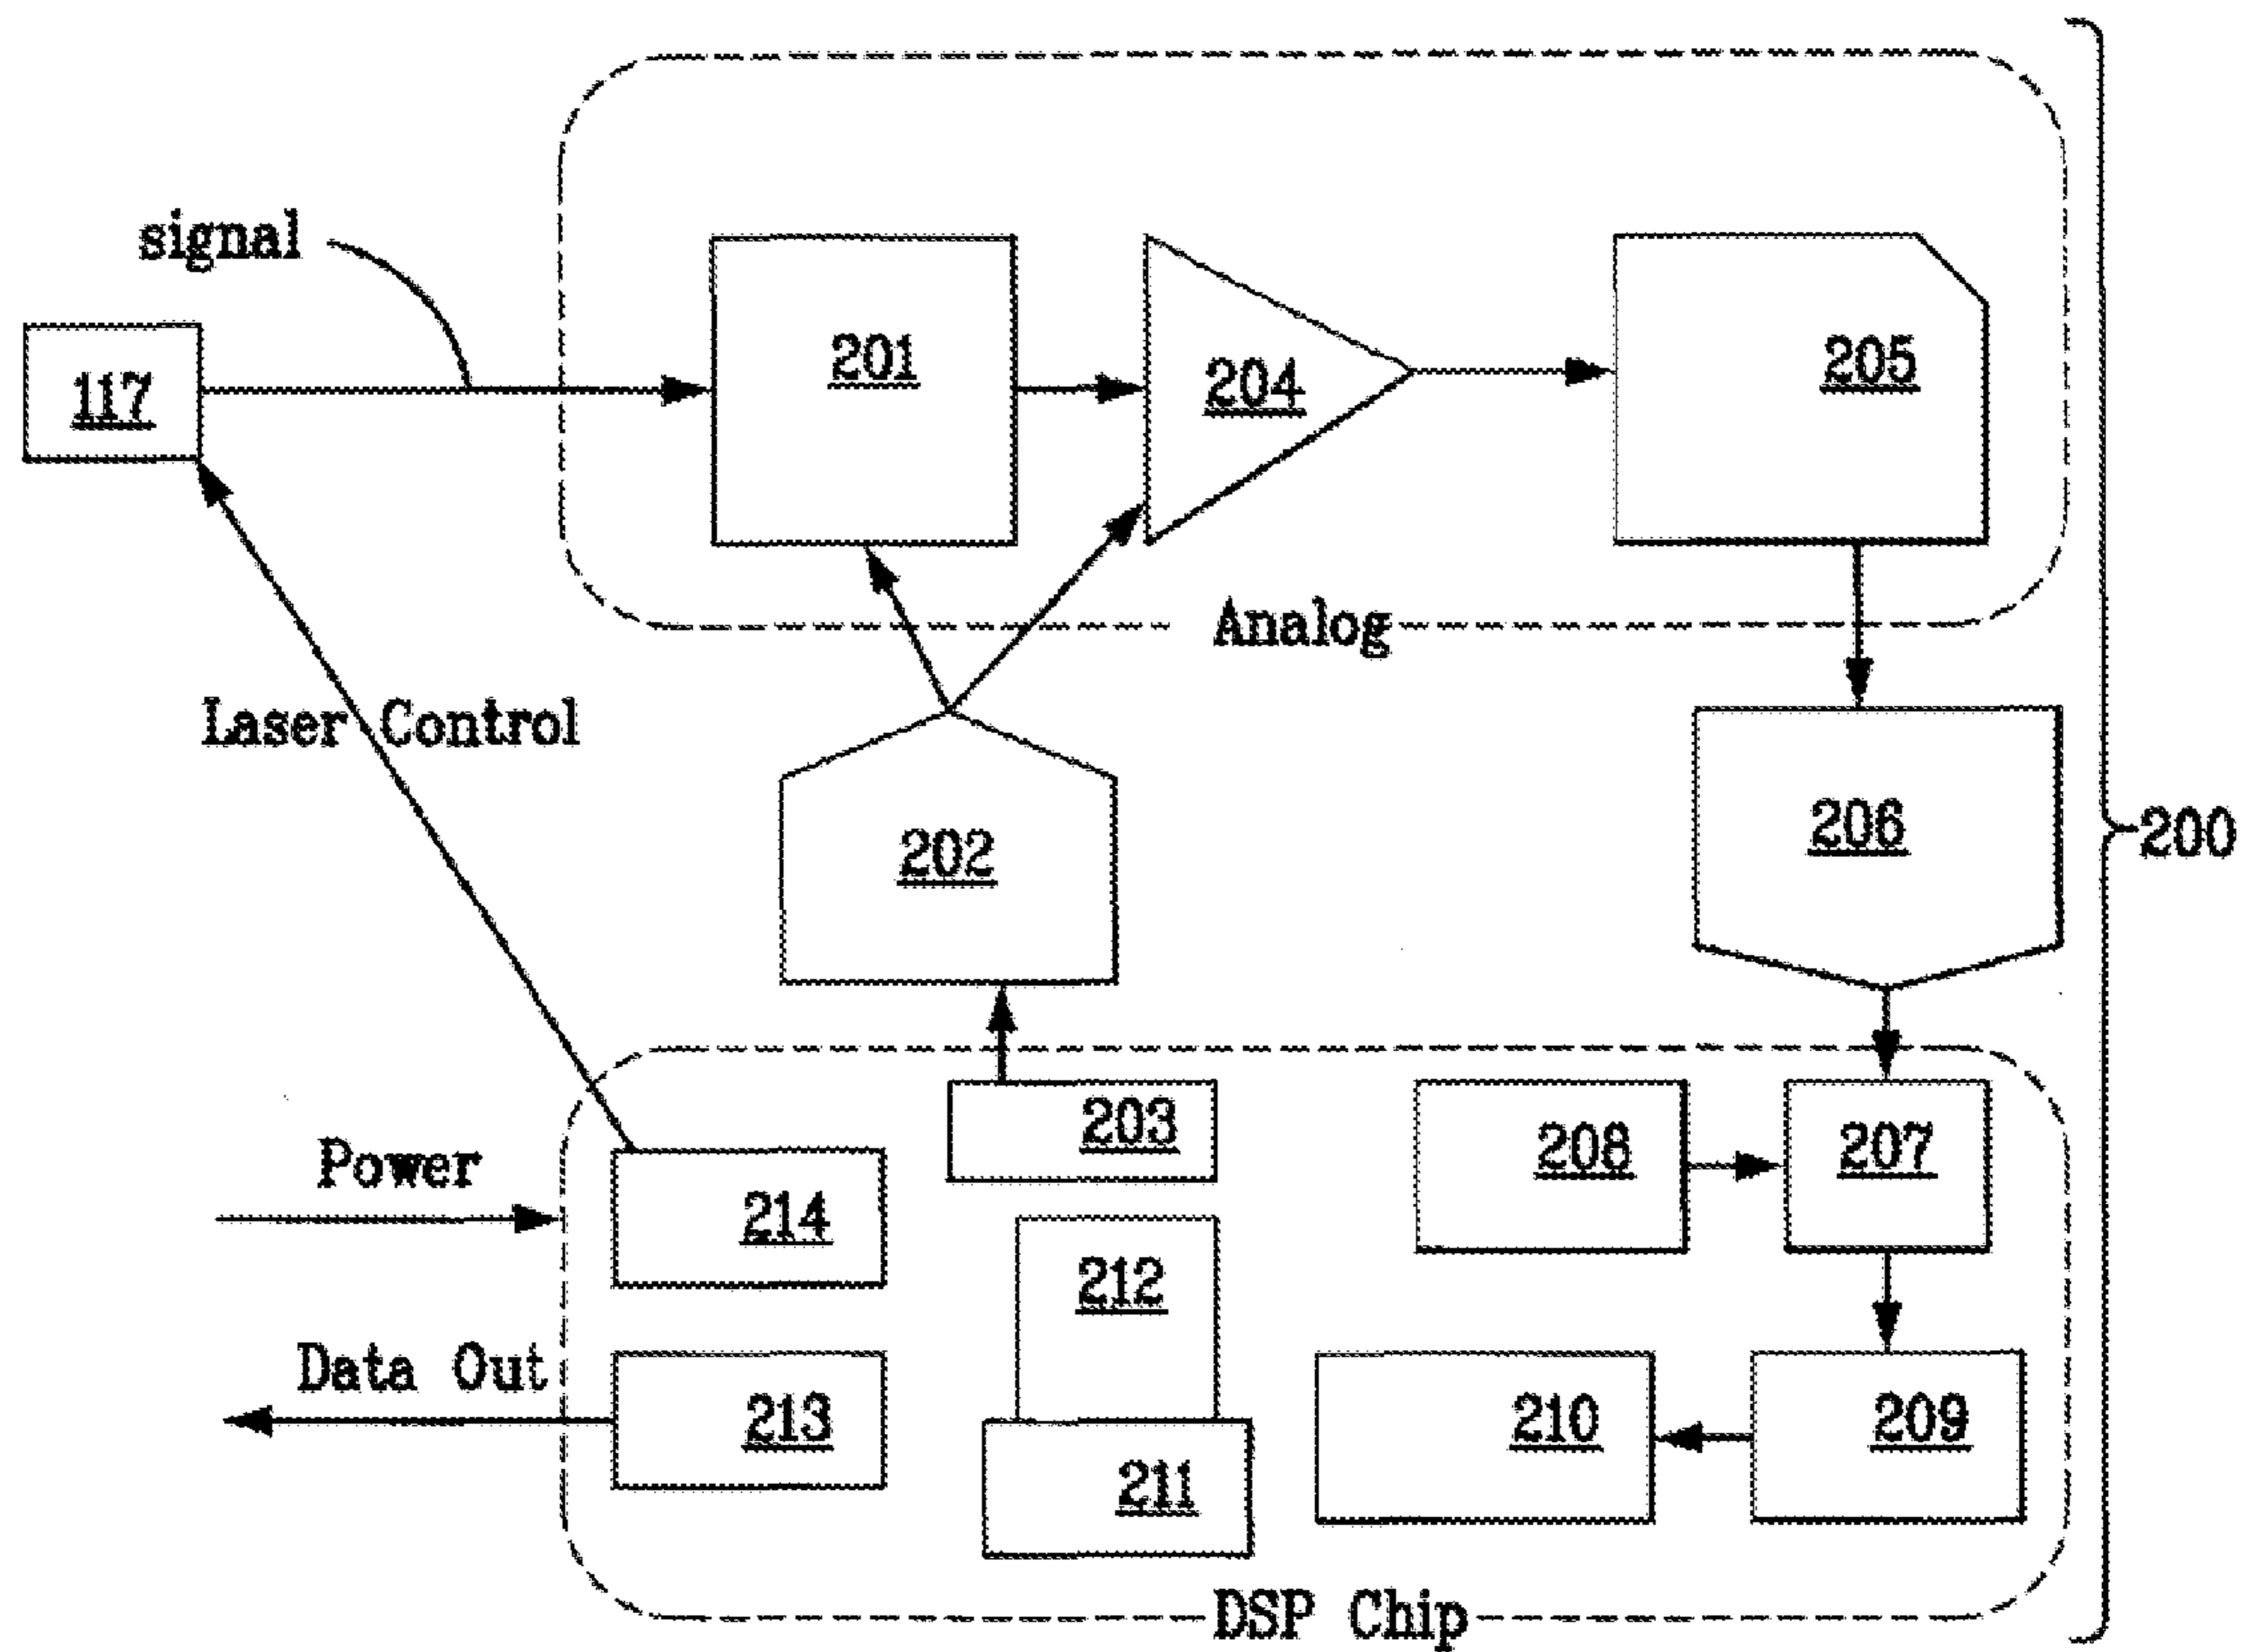 signal
117
201
204
205
Analog
Laser Control
202
206
200
203
208
207
Power
214
212
Data Out
213
210
209
211
DSP Chip